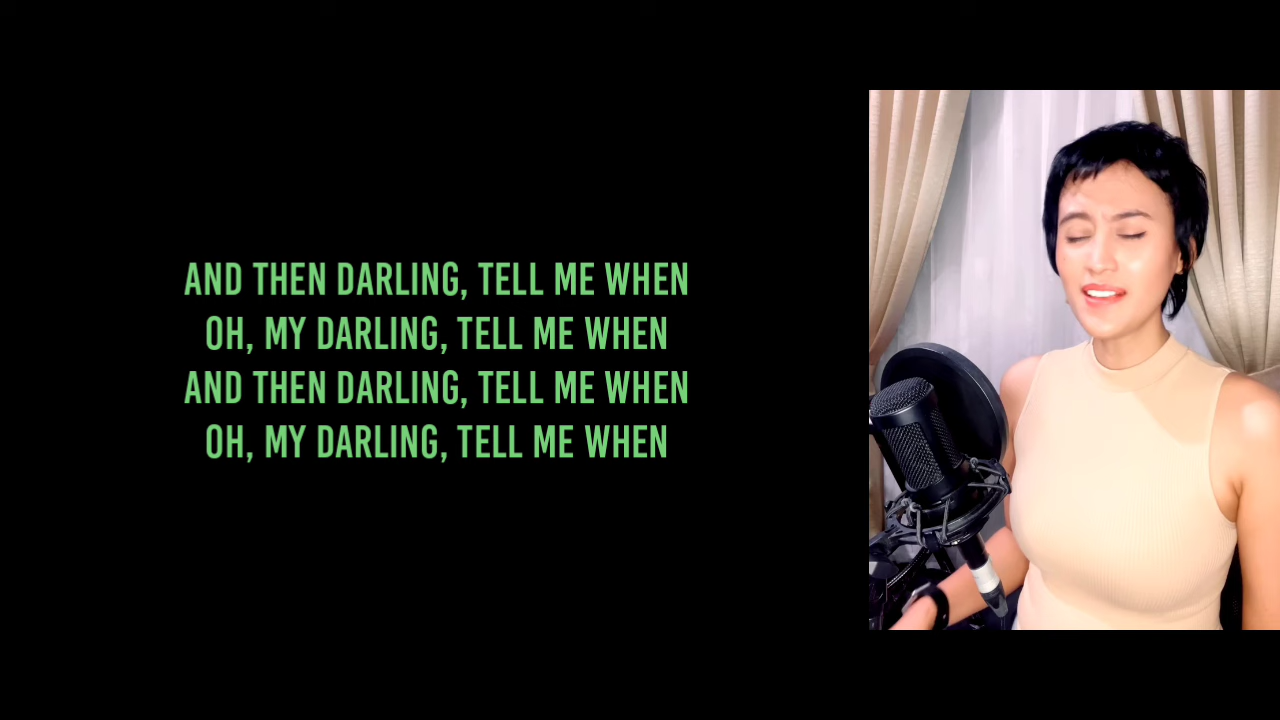 AND THEN DARLING, TELL ME WHEN
OH, MY DARLING, TELL ME WHEN
AND THEN DARLING, TELL ME WHEN
OH, MY DARLING, TELL ME WHEN